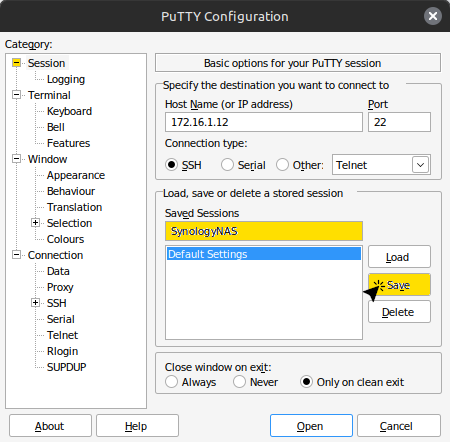 PuTTY Configuration
Category:
Session
Logging
Terminal
Keyboard
Bell
Features
Window
Appearance
Behaviour
Translation
Selection
Colours
Connection
Data
Proxy
SSH
Serial
Telnet
Rlogin
SUPDUP
Basic options for your PuTTY session
Specify the destination you want to connect to
Host Name (or IP address) Port
172.16.1.12 22
Connection type:
SSH Serial Other: Telnet
Load, save or delete a stored session
Saved Sessions
SynologyNAS
Default Settings
Load
Save
Delete
Close window on exit:
Always Never Only on clean exit
About Help Open Cancel